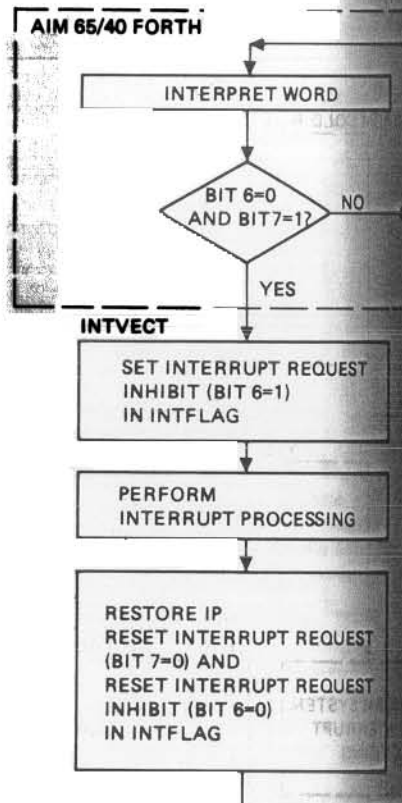 AIM 65/40 FORTH
INTERPRET WORD
BIT 6=0
AND BIT7=1?
NO
YES
INTVECT
SET INTERRUPT REQUEST
INHIBIT (BIT 6=1)
IN INTFLAG
PERFORM
INTERRUPT PROCESSING
RESTORE IP
RESET INTERRUPT REQUEST
(BIT 7=0) AND
RESET INTERRUPT REQUEST
INHIBIT (BIT 6=0)
IN INTFLAG